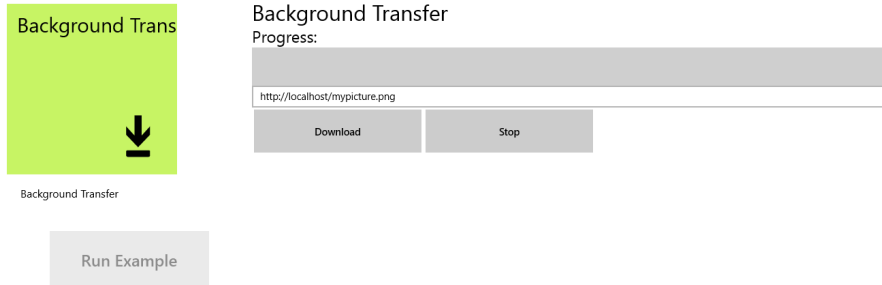 Background Trans
Background Transfer
Run Example
Background Transfer
Progress:
http://localhost/mypicture.png
Download
Stop